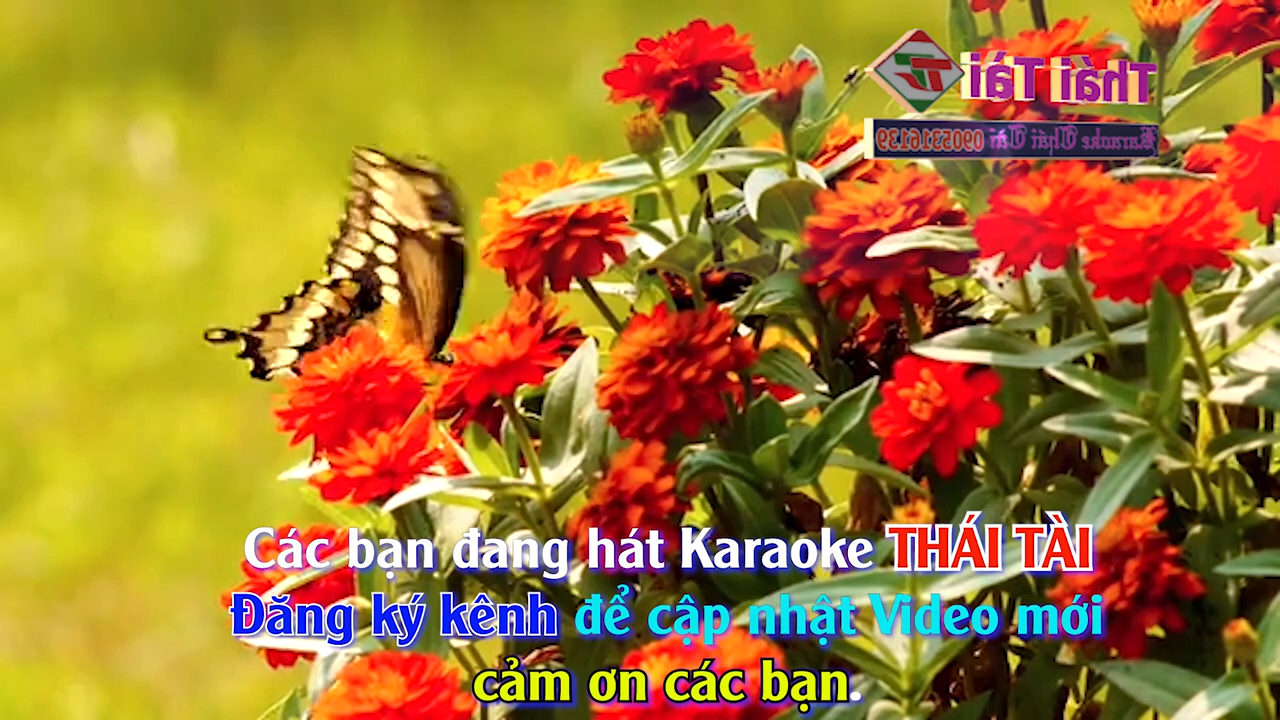 Thái Tài
Karaoke Thái Tài 0905316139
Các bạn đang hát Karaoke THÁI TÀI
Đăng ký kênh để cập nhật Video mới
cảm ơn các bạn.